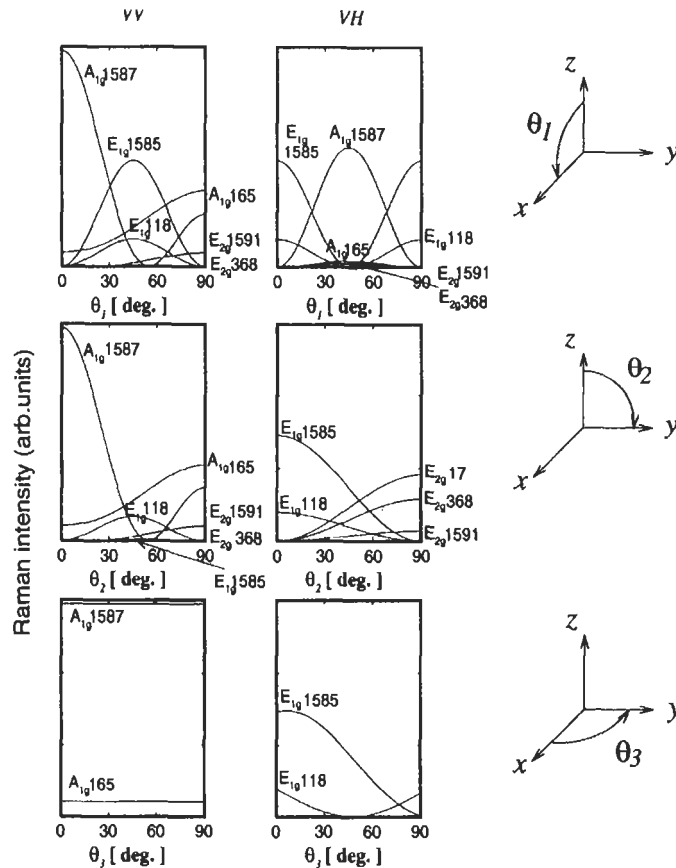 VV VH
A1g1587
E1g1585
A1g165
E1g118
E2g1591
E2g368
0 30 60 90
θ1 [ deg. ]
E1g
1585
A1g1587
A1g165
E1g118
E2g1591
E2g368
0 30 60 90
θ1 [ deg. ]
z
θ1
y
x
Raman intensity (arb.units)
A1g1587
A1g165
E1g118
E2g1591
E2g368
0 30 60 90
θ2 [ deg. ]
E1g1585
E1g1585
E1g118
E2g17
E2g368
E2g1591
0 30 60 90
θ2 [ deg. ]
z
θ2
y
x
A1g1587
A1g165
0 30 60 90
θ3 [ deg. ]
E1g1585
E1g118
0 30 60 90
θ3 [ deg. ]
z
y
x
θ3